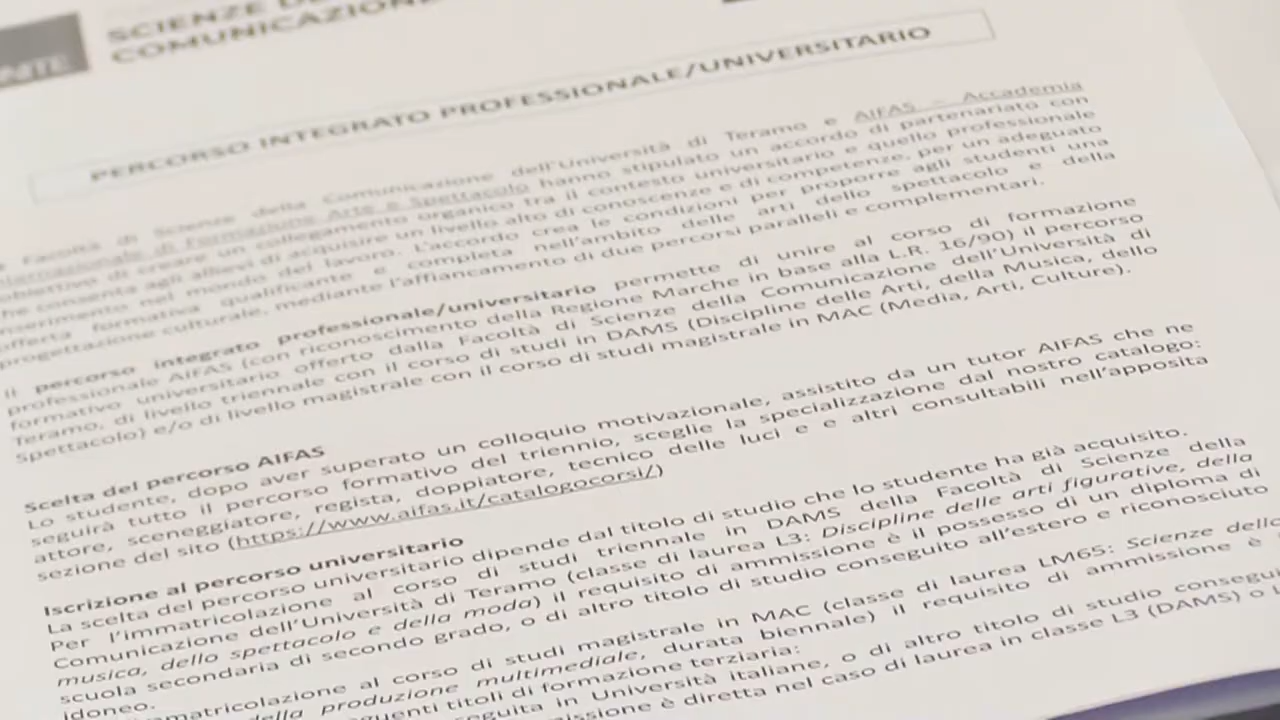 NTE
SCIENZE DE
COMUNICAZIONE
PERCORSO INTEGRATO PROFESSIONALE/UNIVERSITARIO
Facoltà di Scienze della Comunicazione dell'Università di Teramo e AIFAS – Accademia
Internazionale di Formazione Arte e Spettacolo hanno stipulato un accordo di partenariato con
obiettivo di creare un collegamento organico tra il contesto universitario e quello professionale
che consenta agli allievi di acquisire un livello alto di conoscenze e di competenze, per un adeguato
inserimento nel mondo del lavoro. L'accordo crea le condizioni per proporre agli studenti una
offerta formativa qualificante e completa nell'ambito delle arti dello spettacolo e della
progettazione culturale, mediante l'affiancamento di due percorsi paralleli e complementari.
Il percorso integrato professionale/universitario permette di unire al corso di formazione
professionale AIFAS (con riconoscimento della Regione Marche in base alla L.R. 16/90) il percorso
formativo universitario offerto dalla Facoltà di Scienze della Comunicazione dell'Università di
Teramo, di livello triennale con il corso di studi in DAMS (Discipline delle Arti, della Musica, dello
Spettacolo) e/o di livello magistrale con il corso di studi magistrale in MAC (Media, Arti, Culture).
Scelta del percorso AIFAS
Lo studente, dopo aver superato un colloquio motivazionale, assistito da un tutor AIFAS che ne
seguirà tutto il percorso formativo del triennio, sceglie la specializzazione dal nostro catalogo:
attore, sceneggiatore, regista, doppiatore, tecnico delle luci e e altri consultabili nell'apposita
sezione del sito (https://www.aifas.it/catalogocorsi/)
Iscrizione al percorso universitario
La scelta del percorso universitario dipende dal titolo di studio che lo studente ha già acquisito.
Per l'immatricolazione al corso di studi triennale in DAMS della Facoltà di Scienze della
Comunicazione dell'Università di Teramo (classe di laurea L3: Discipline delle arti figurative, della
musica, dello spettacolo e della moda) il requisito di ammissione è il possesso di un diploma di
scuola secondaria di secondo grado, o di altro titolo di studio conseguito all'estero e riconosciuto
idoneo.
matricolazione al corso di studi magistrale in MAC (classe di laurea LM65: Scienze dello
della produzione multimediale, durata biennale) il requisito di ammissione è
guenti titoli di formazione terziaria:
seguita in Università italiane, o di altro titolo di studio consegui
missione è diretta nel caso di laurea in classe L3 (DAMS) o